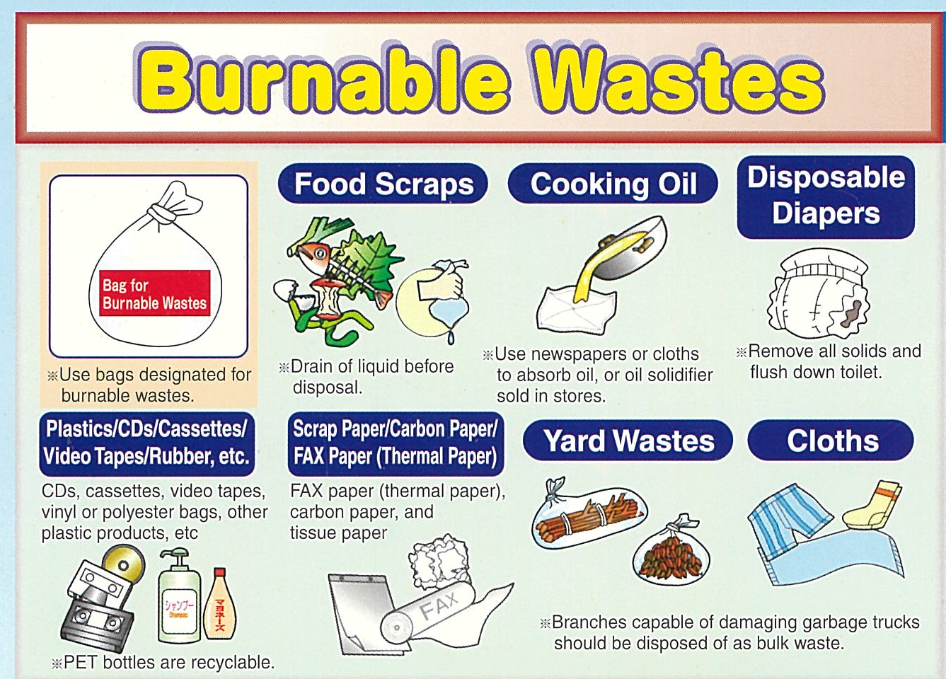 Burnable Wastes
Bag for
Burnable Wastes
※Use bags designated for
burnable wastes.
Food Scraps
※Drain of liquid before
disposal.
Cooking Oil
※Use newspapers or cloths
to absorb oil, or oil solidifier
sold in stores.
Disposable
Diapers
※Remove all solids and
flush down toilet.
Plastics/CDs/Cassettes/
Video Tapes/Rubber, etc.
CDs, cassettes, video tapes,
vinyl or polyester bags, other
plastic products, etc
シャンプー
Shampoo
マヨネーズ
※PET bottles are recyclable.
Scrap Paper/Carbon Paper/
FAX Paper (Thermal Paper)
FAX paper (thermal paper),
carbon paper, and
tissue paper
FAX
Yard Wastes
Cloths
※Branches capable of damaging garbage trucks
should be disposed of as bulk waste.